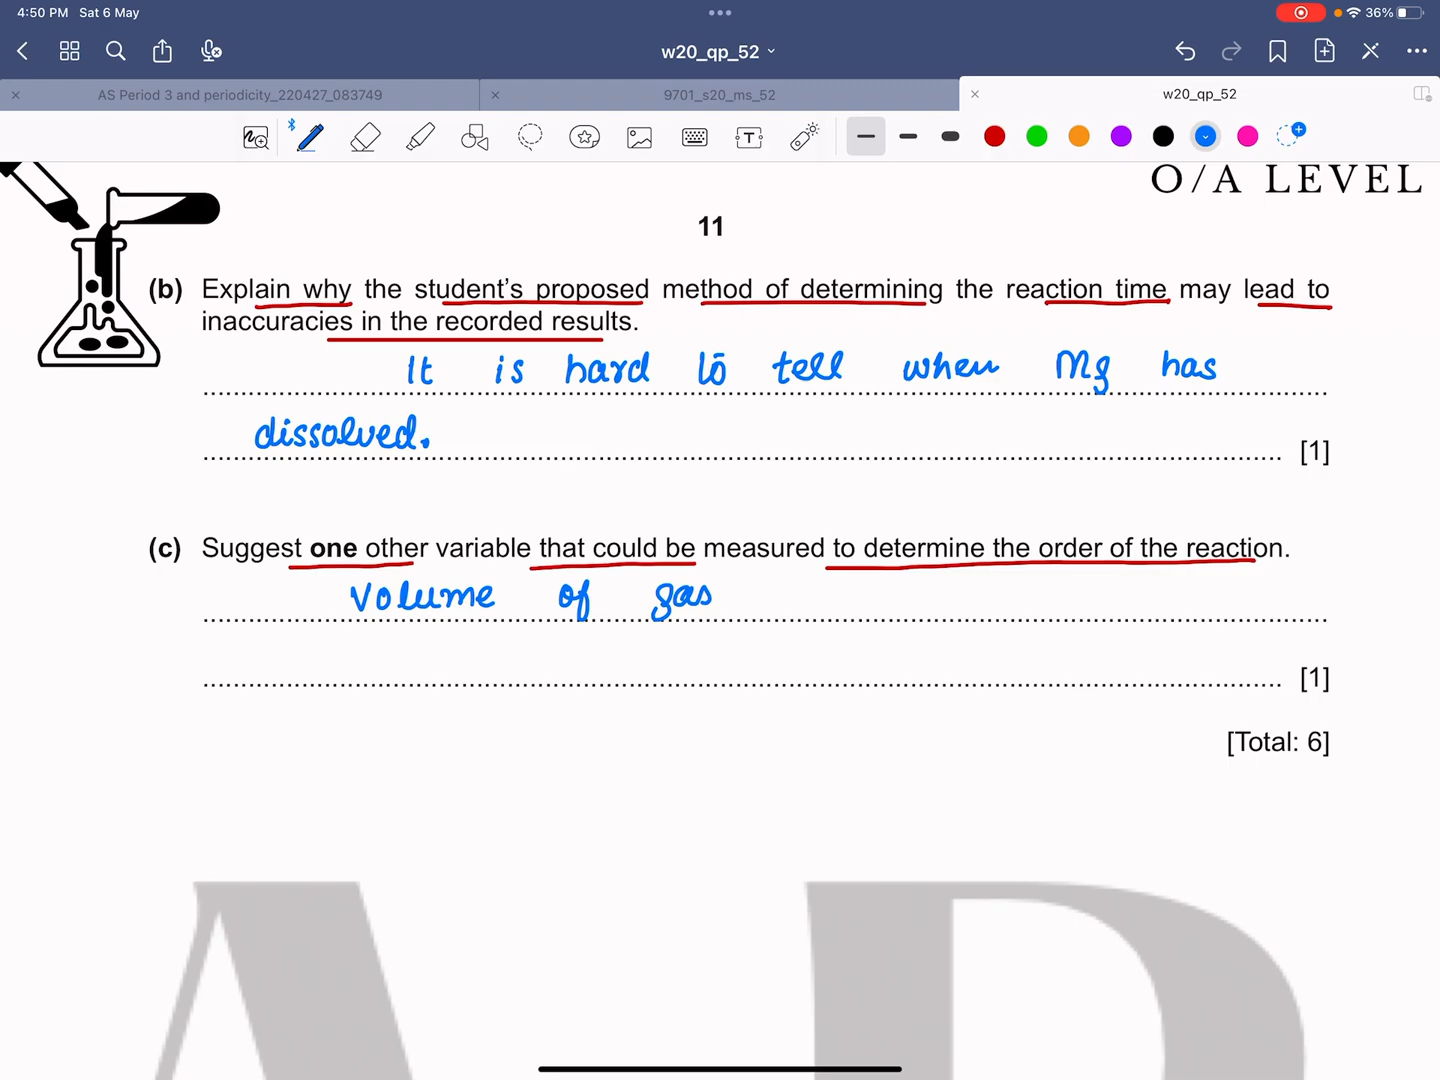 4:50 PM Sat 6 May
36%
w20_qp_52
AS Period 3 and periodicity_220427_083749
9701_s20_ms_52
w20_qp_52
O/A LEVEL
11
(b) Explain why the student's proposed method of determining the reaction time may lead to
inaccuracies in the recorded results.
It is hard to tell when Mg has
dissolved.
[1]
(c) Suggest one other variable that could be measured to determine the order of the reaction.
volume of gas
[1]
[Total: 6]